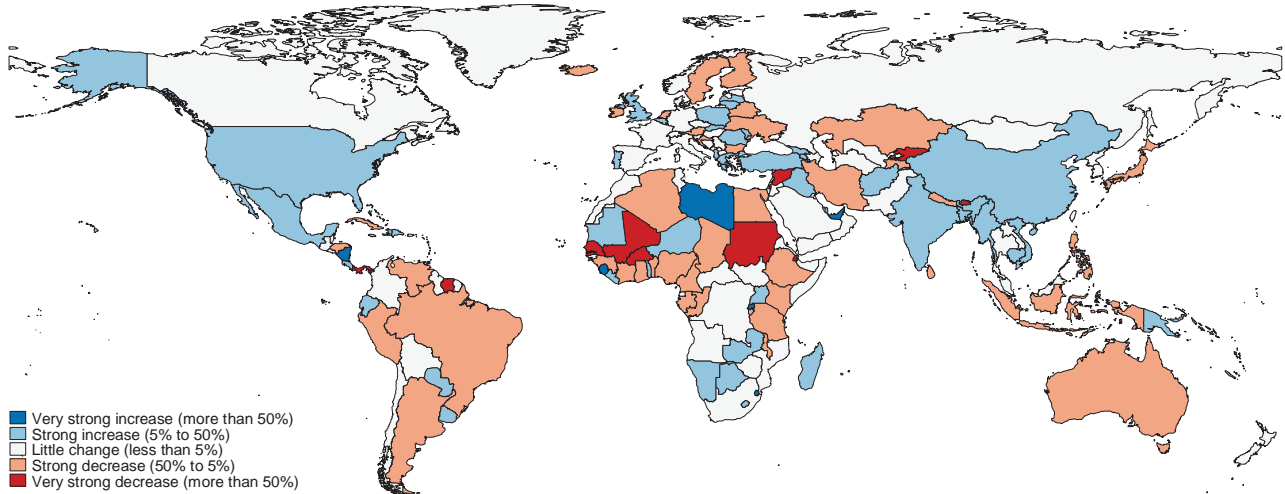 Very strong increase (more than 50%)
Strong increase (5% to 50%)
Little change (less than 5%)
Strong decrease (50% to 5%)
Very strong decrease (more than 50%)